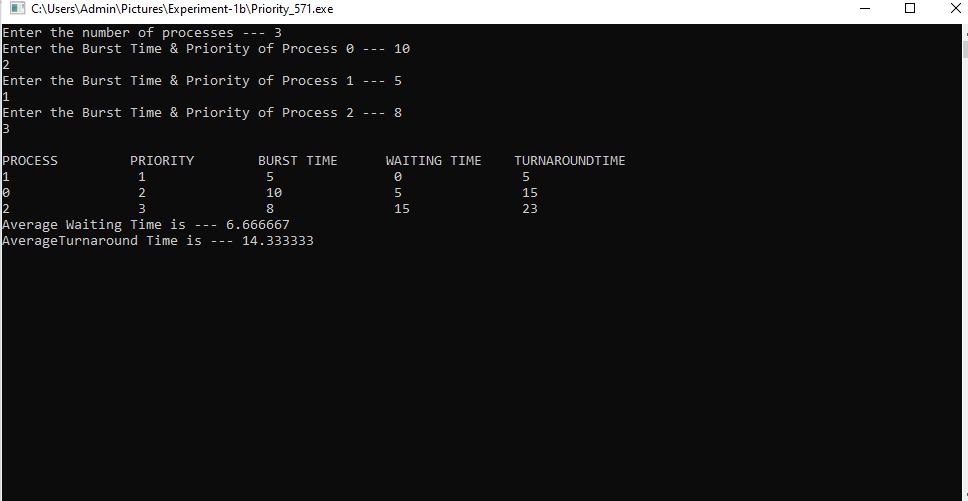 C:\Users\Admin\Pictures\Experiment-1b\Priority_571.exe
Enter the number of processes --- 3
Enter the Burst Time & Priority of Process 0 --- 10
2
Enter the Burst Time & Priority of Process 1 --- 5
1
Enter the Burst Time & Priority of Process 2 --- 8
3
PROCESS PRIORITY BURST TIME WAITING TIME TURNAROUNDTIME
1 1 5 0 5
0 2 10 5 15
2 3 8 15 23
Average Waiting Time is --- 6.666667
AverageTurnaround Time is --- 14.333333